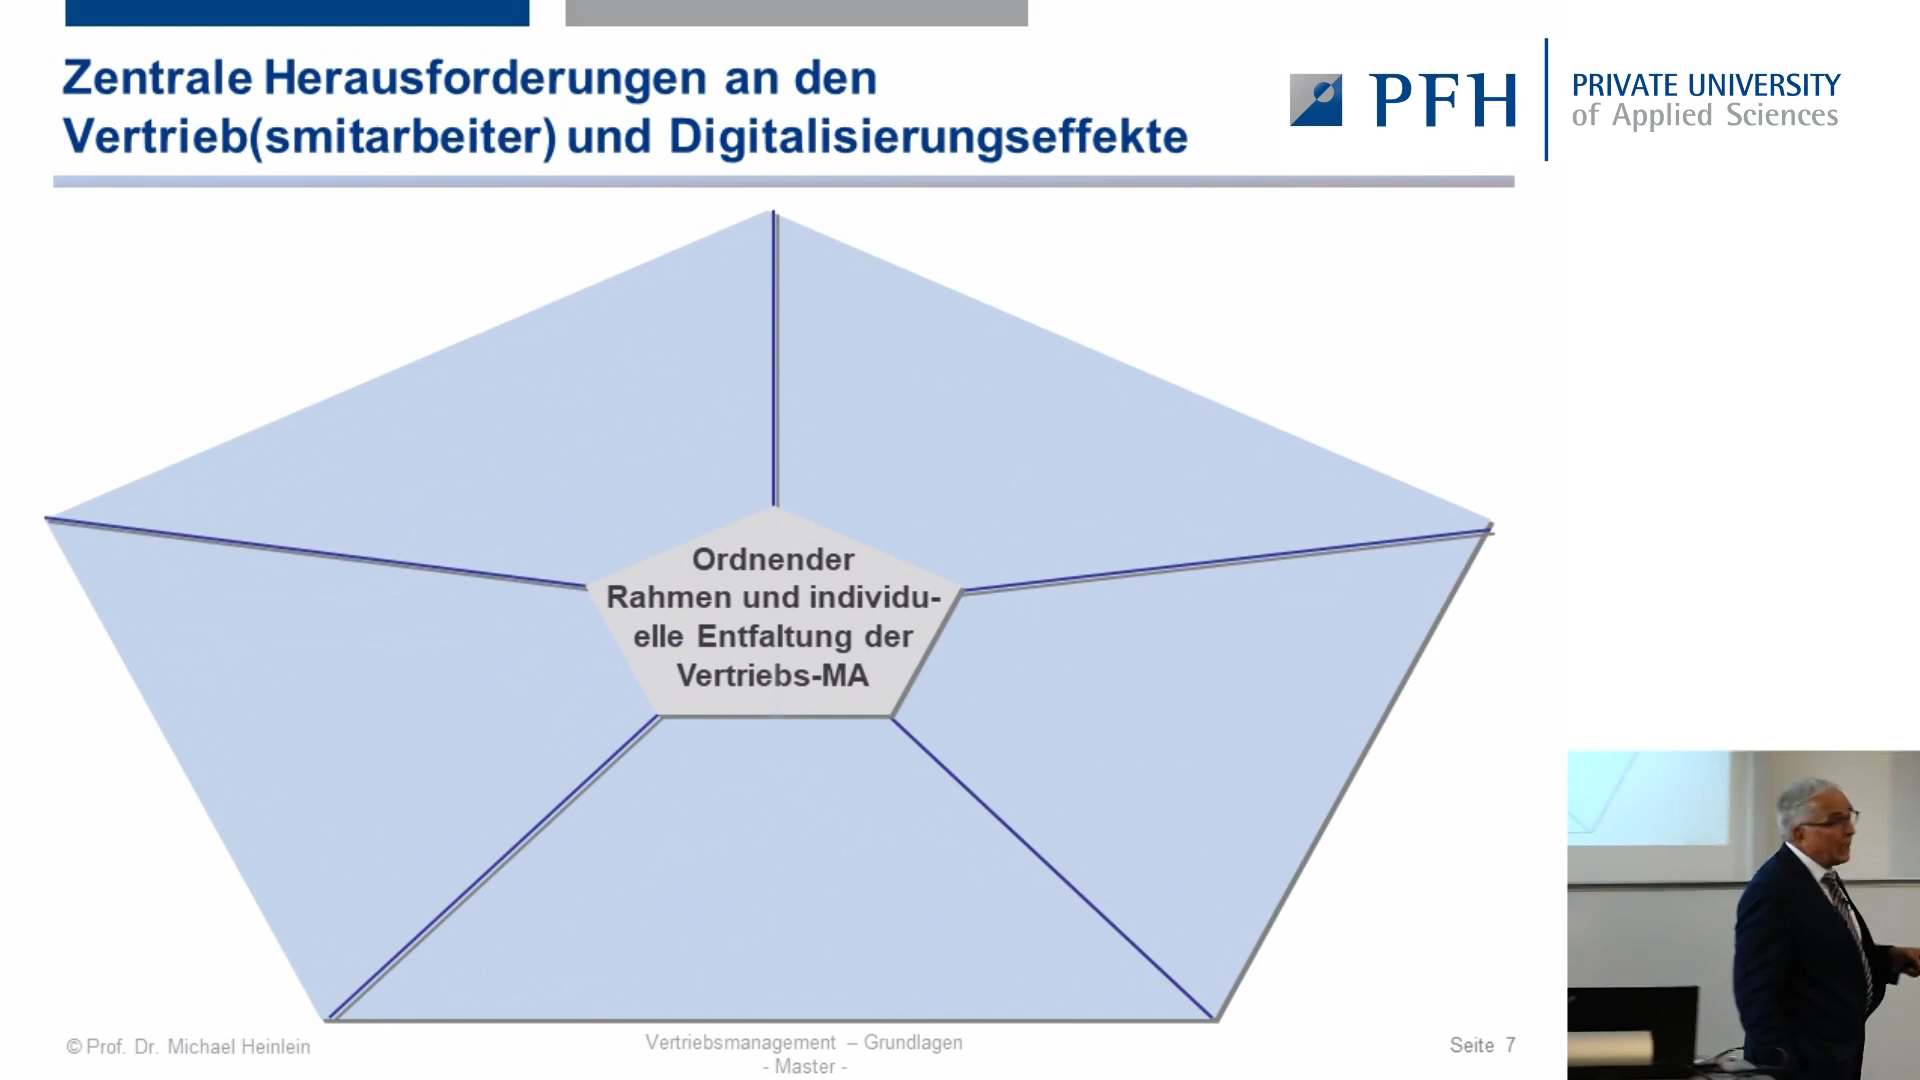 Zentrale Herausforderungen an den
Vertrieb(smitarbeiter) und Digitalisierungseffekte
PFH
PRIVATE UNIVERSITY
of Applied Sciences
Ordnender
Rahmen und individu-
elle Entfaltung der
Vertriebs-MA
© Prof. Dr. Michael Heinlein
Vertriebsmanagement – Grundlagen
- Master -
Seite 7